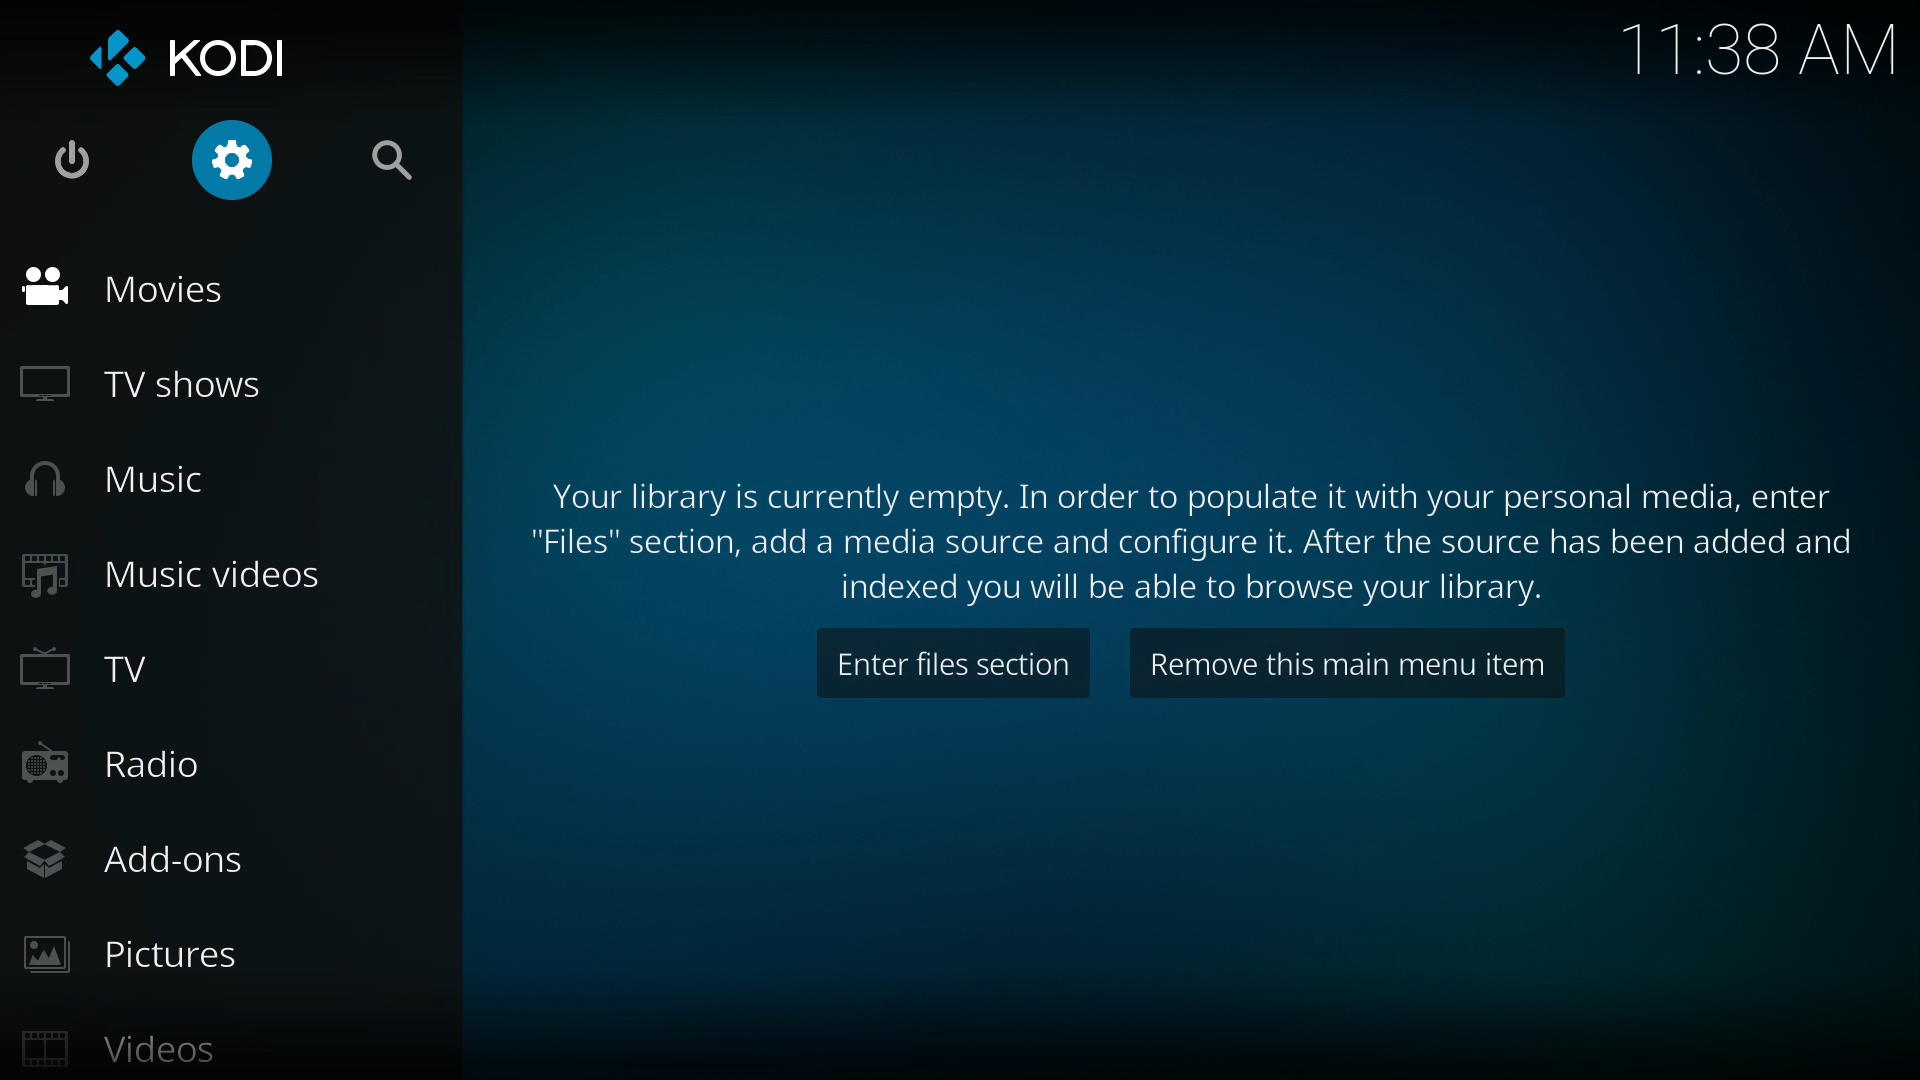 KODI
11:38 AM
Movies
TV shows
Music
Music videos
TV
Radio
Add-ons
Pictures
Videos
Your library is currently empty. In order to populate it with your personal media, enter
"Files" section, add a media source and configure it. After the source has been added and
indexed you will be able to browse your library.
Enter files section
Remove this main menu item